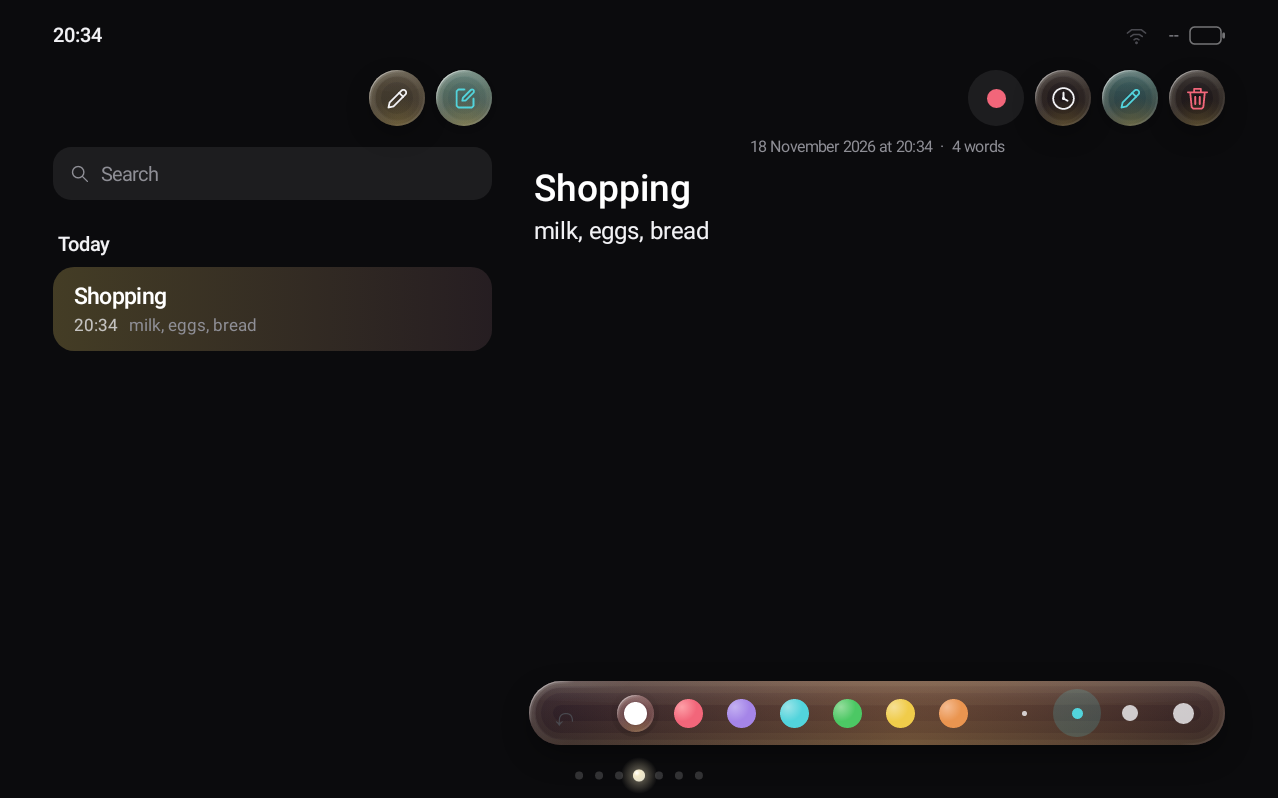 20:34
--
Search
Today
Shopping
20:34 milk, eggs, bread
18 November 2026 at 20:34 · 4 words
Shopping
milk, eggs, bread